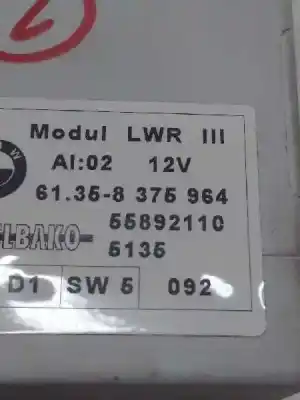 Modul LWR III
AI:02 12V
61.35-8 375 964
55892110
ELBAKO
5135
D1 SW 5 092